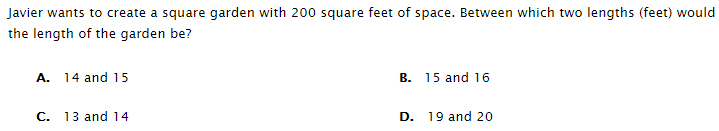 Javier wants to create a square garden with 200 square feet of space. Between which two lengths (feet) would
the length of the garden be?
A. 14 and 15
B. 15 and 16
C. 13 and 14
D. 19 and 20